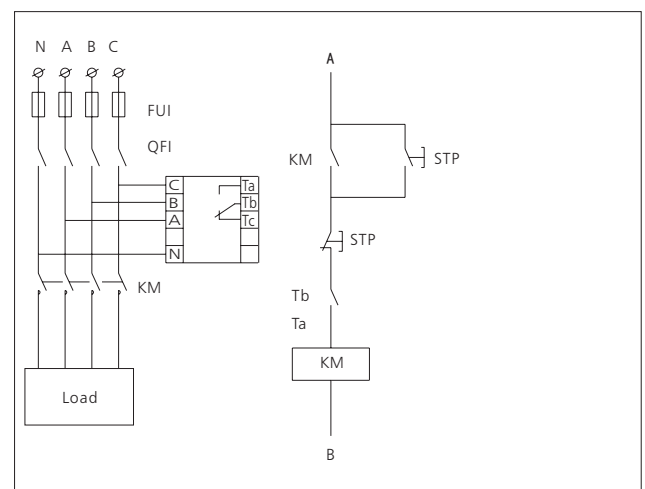 N A B C
FUI
QFI
C Ta
B Tb
A Tc
N
KM
Load
A
KM STP
STP
Tb
Ta
KM
B